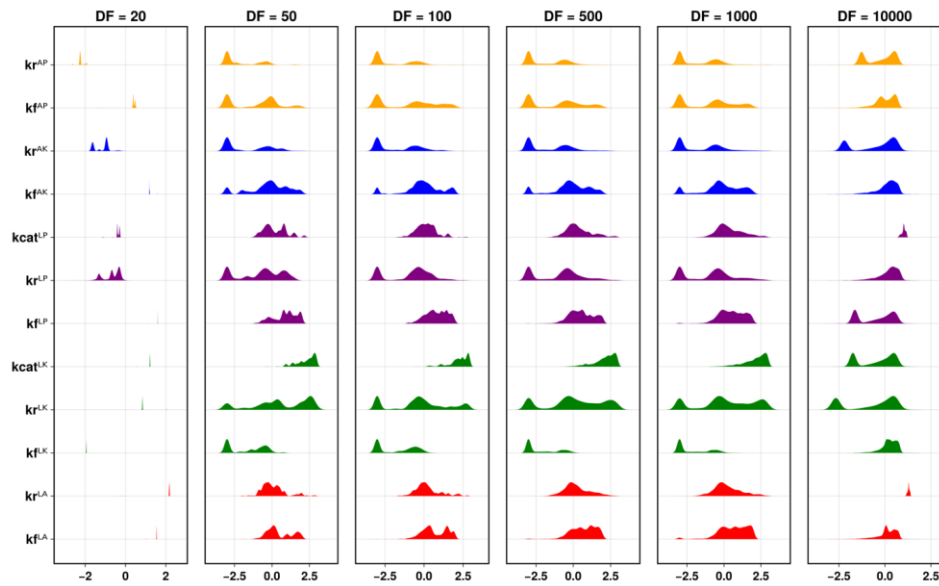 DF = 20 DF = 50 DF = 100 DF = 500 DF = 1000 DF = 10000
kr^AP
kf^AP
kr^AK
kf^AK
kcat^LP
kr^LP
kf^LP
kcat^LK
kr^LK
kf^LK
kr^LA
kf^LA
−2 0 2 −2.5 0.0 2.5 −2.5 0.0 2.5 −2.5 0.0 2.5 −2.5 0.0 2.5 −2.5 0.0 2.5